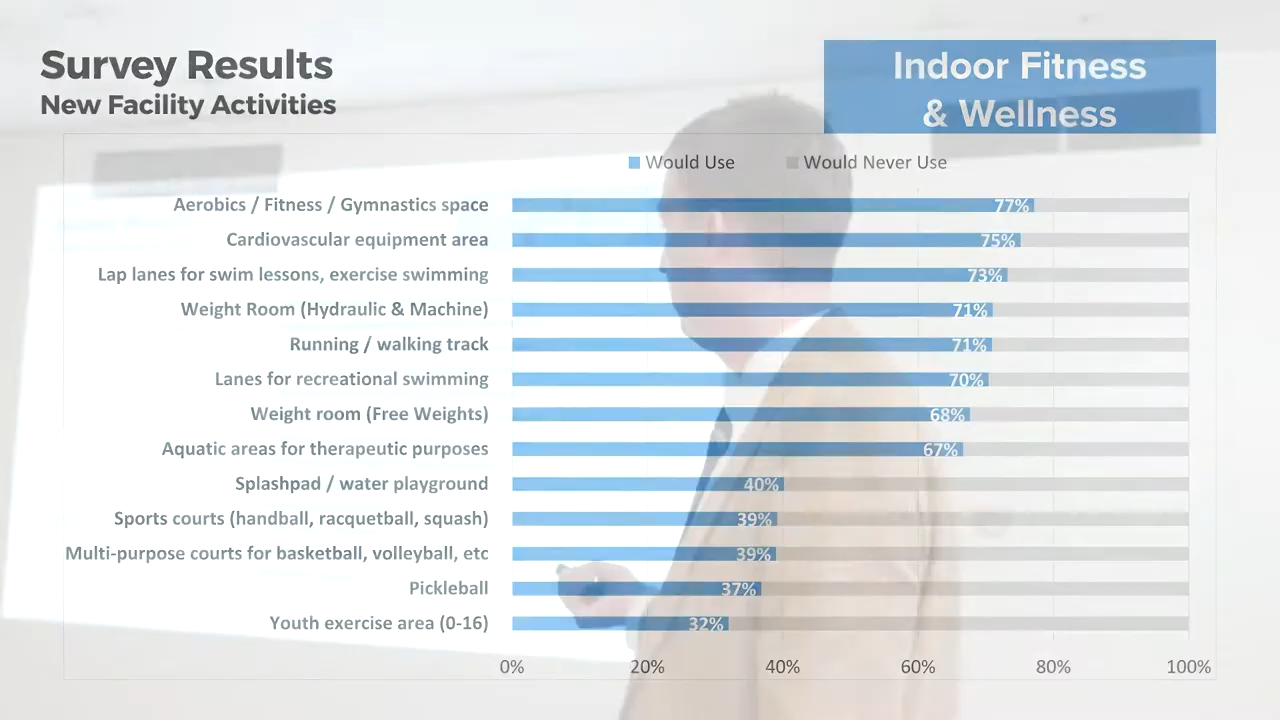 Survey Results
New Facility Activities
Indoor Fitness
& Wellness
Would Use
Would Never Use
Aerobics / Fitness / Gymnastics space
77%
Cardiovascular equipment area
75%
Lap lanes for swim lessons, exercise swimming
73%
Weight Room (Hydraulic & Machine)
71%
Running / walking track
71%
Lanes for recreational swimming
70%
Weight room (Free Weights)
68%
Aquatic areas for therapeutic purposes
67%
Splashpad / water playground
40%
Sports courts (handball, racquetball, squash)
39%
Multi-purpose courts for basketball, volleyball, etc
39%
Pickleball
37%
Youth exercise area (0-16)
32%
0% 20% 40% 60% 80% 100%